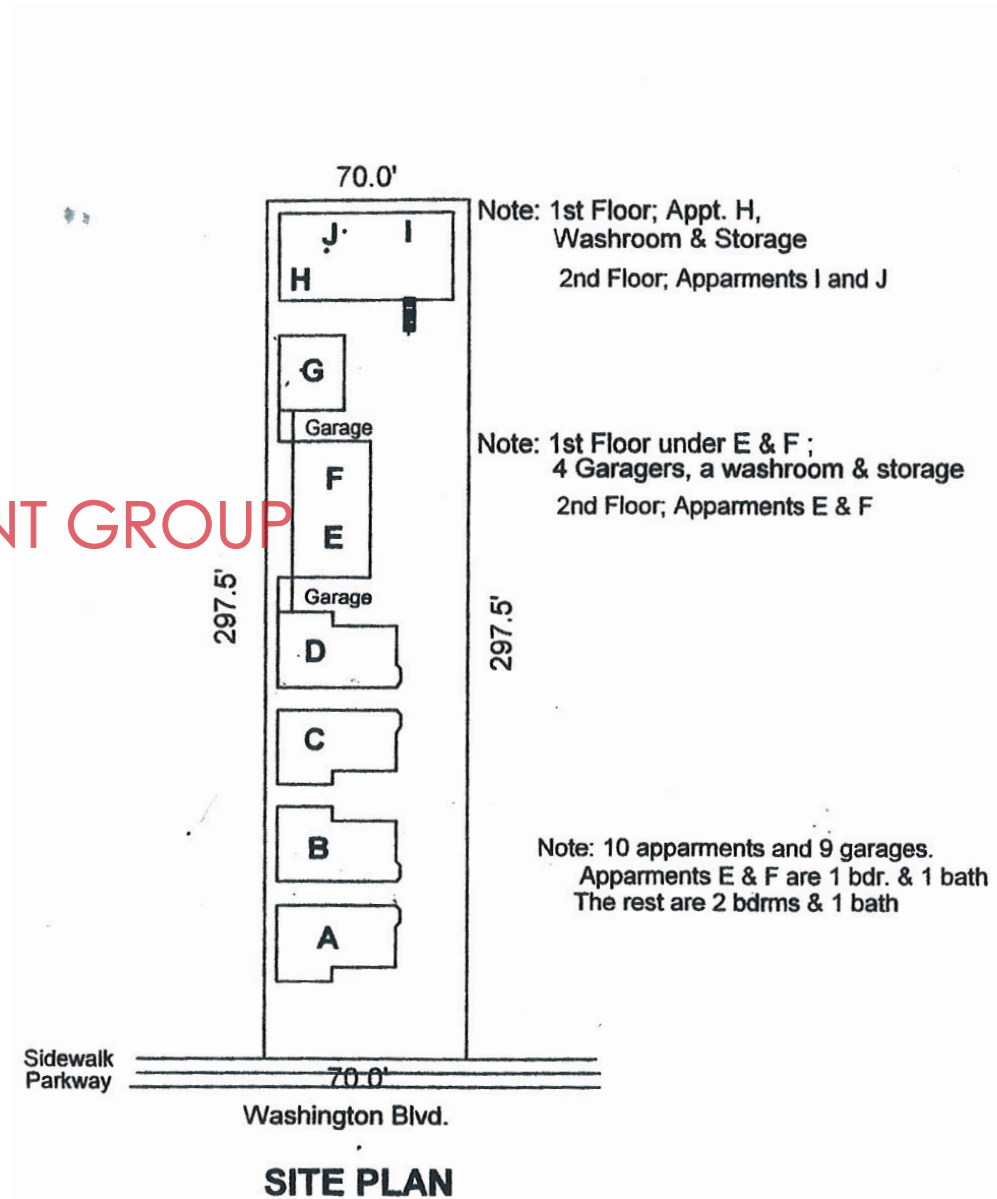 70.0'
Note: 1st Floor; Appt. H,
Washroom & Storage
2nd Floor; Apparments I and J
J
I
H
G
Garage
Note: 1st Floor under E & F ;
4 Garagers, a washroom & storage
2nd Floor; Apparments E & F
F
NT GROUP
E
297.5'
Garage
297.5'
D
C
B
Note: 10 apparments and 9 garages.
Apparments E & F are 1 bdr. & 1 bath
The rest are 2 bdrms & 1 bath
A
Sidewalk
Parkway
70.0'
Washington Blvd.
SITE PLAN